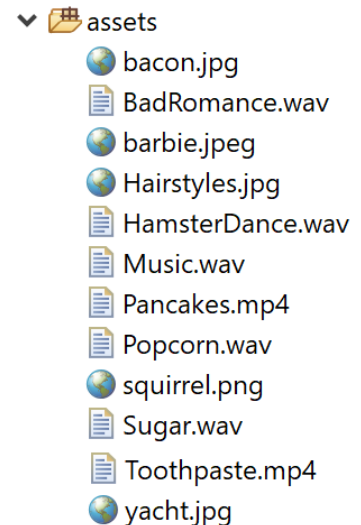 assets
bacon.jpg
BadRomance.wav
barbie.jpeg
Hairstyles.jpg
HamsterDance.wav
Music.wav
Pancakes.mp4
Popcorn.wav
squirrel.png
Sugar.wav
Toothpaste.mp4
yacht.jpg